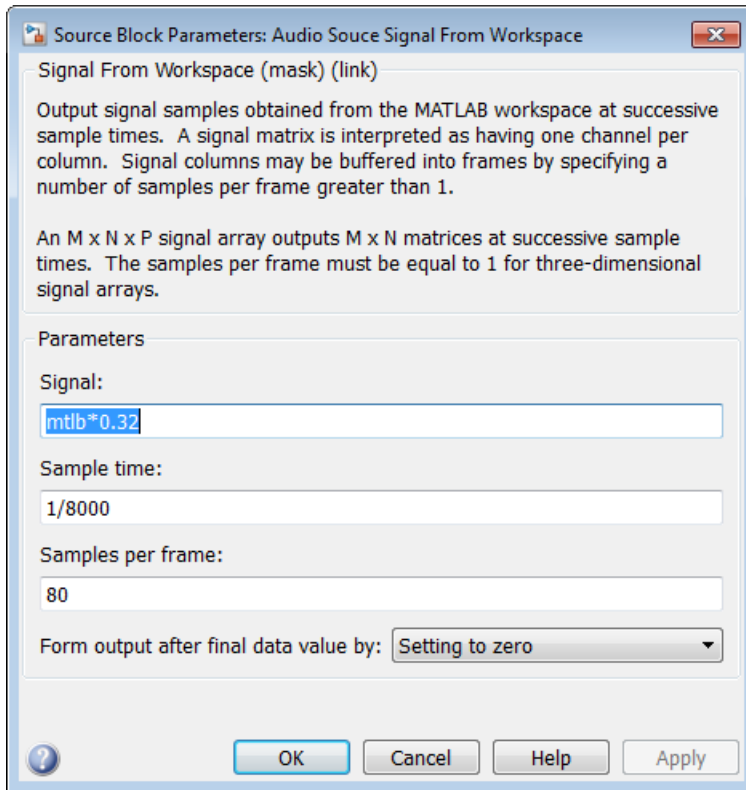 Source Block Parameters: Audio Souce Signal From Workspace
Signal From Workspace (mask) (link)
Output signal samples obtained from the MATLAB workspace at successive
sample times.  A signal matrix is interpreted as having one channel per
column.  Signal columns may be buffered into frames by specifying a
number of samples per frame greater than 1.
An M x N x P signal array outputs M x N matrices at successive sample
times.  The samples per frame must be equal to 1 for three-dimensional
signal arrays.
Parameters
Signal:
mtlb*0.32
Sample time:
1/8000
Samples per frame:
80
Form output after final data value by: Setting to zero
? OK Cancel Help Apply